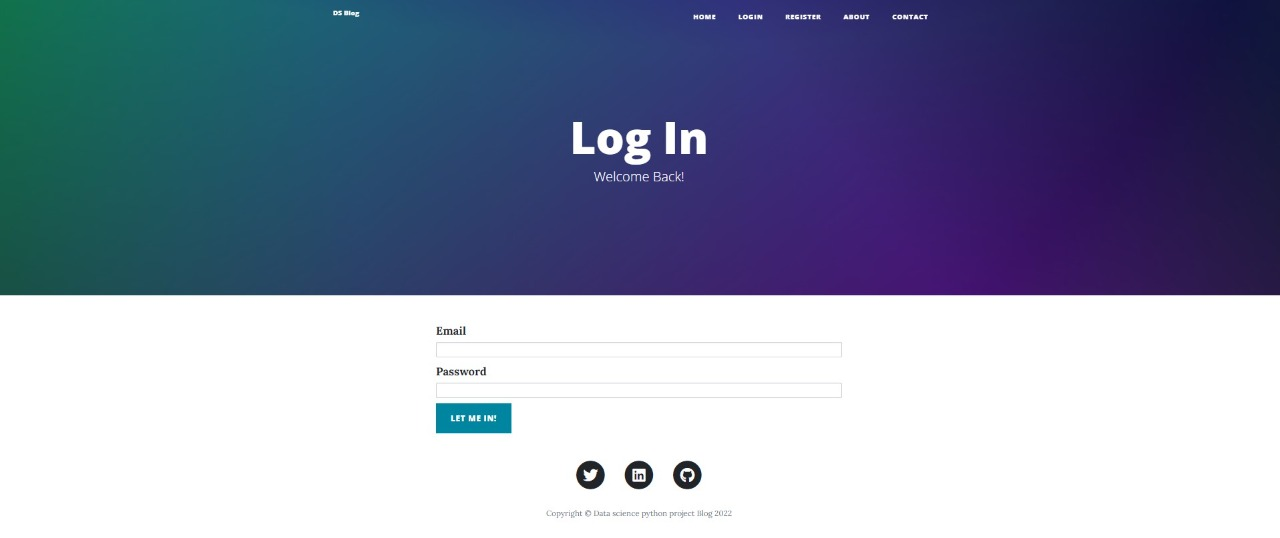 DS Blog
HOME LOGIN REGISTER ABOUT CONTACT
Log In
Welcome Back!
Email
Password
LET ME IN!
Copyright © Data science python project Blog 2022